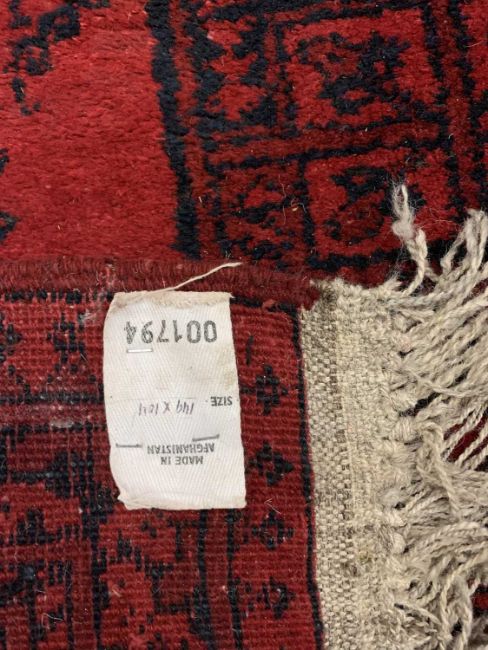 MADE IN
AFGHANISTAN
SIZE. 149 x 104
001794